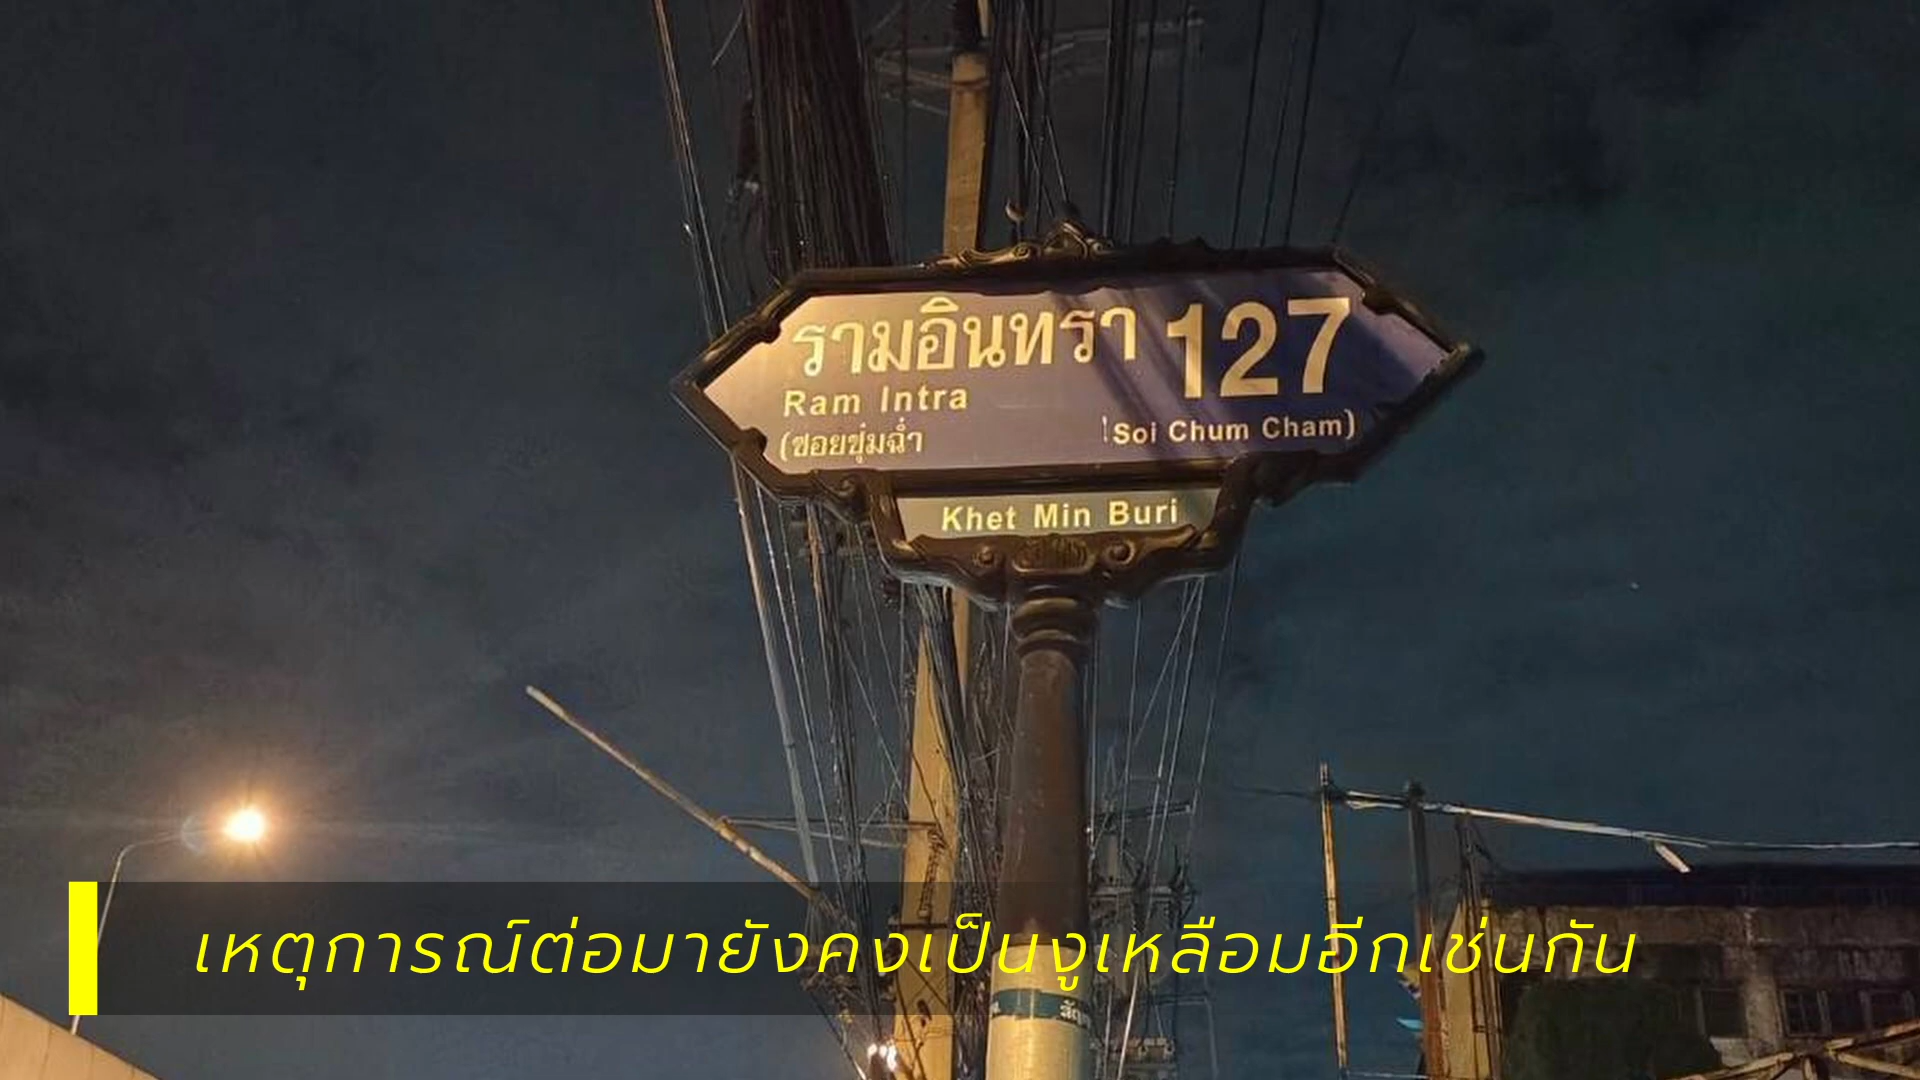 รามอินทรา 127
Ram Intra
(ซอยชุ่มฉ่ำ
(Soi Chum Cham)
Khet Min Buri
เหตุการณ์ต่อมายังคงเป็นงูเหลือมอีกเช่นกัน